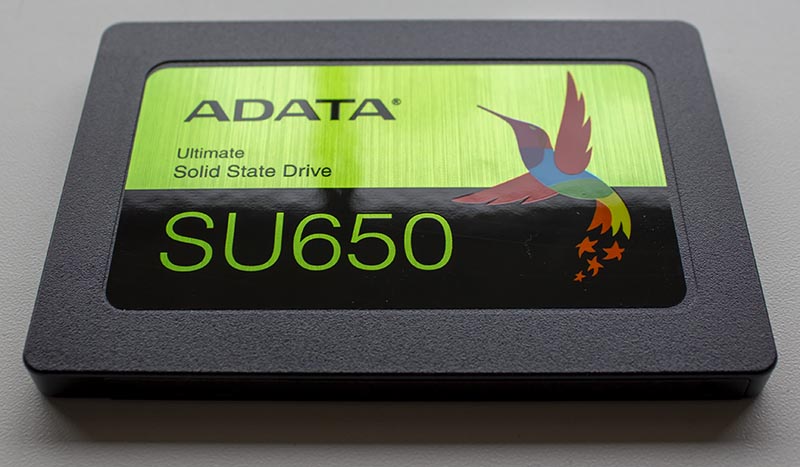 ADATA®
Ultimate
Solid State Drive
SU650